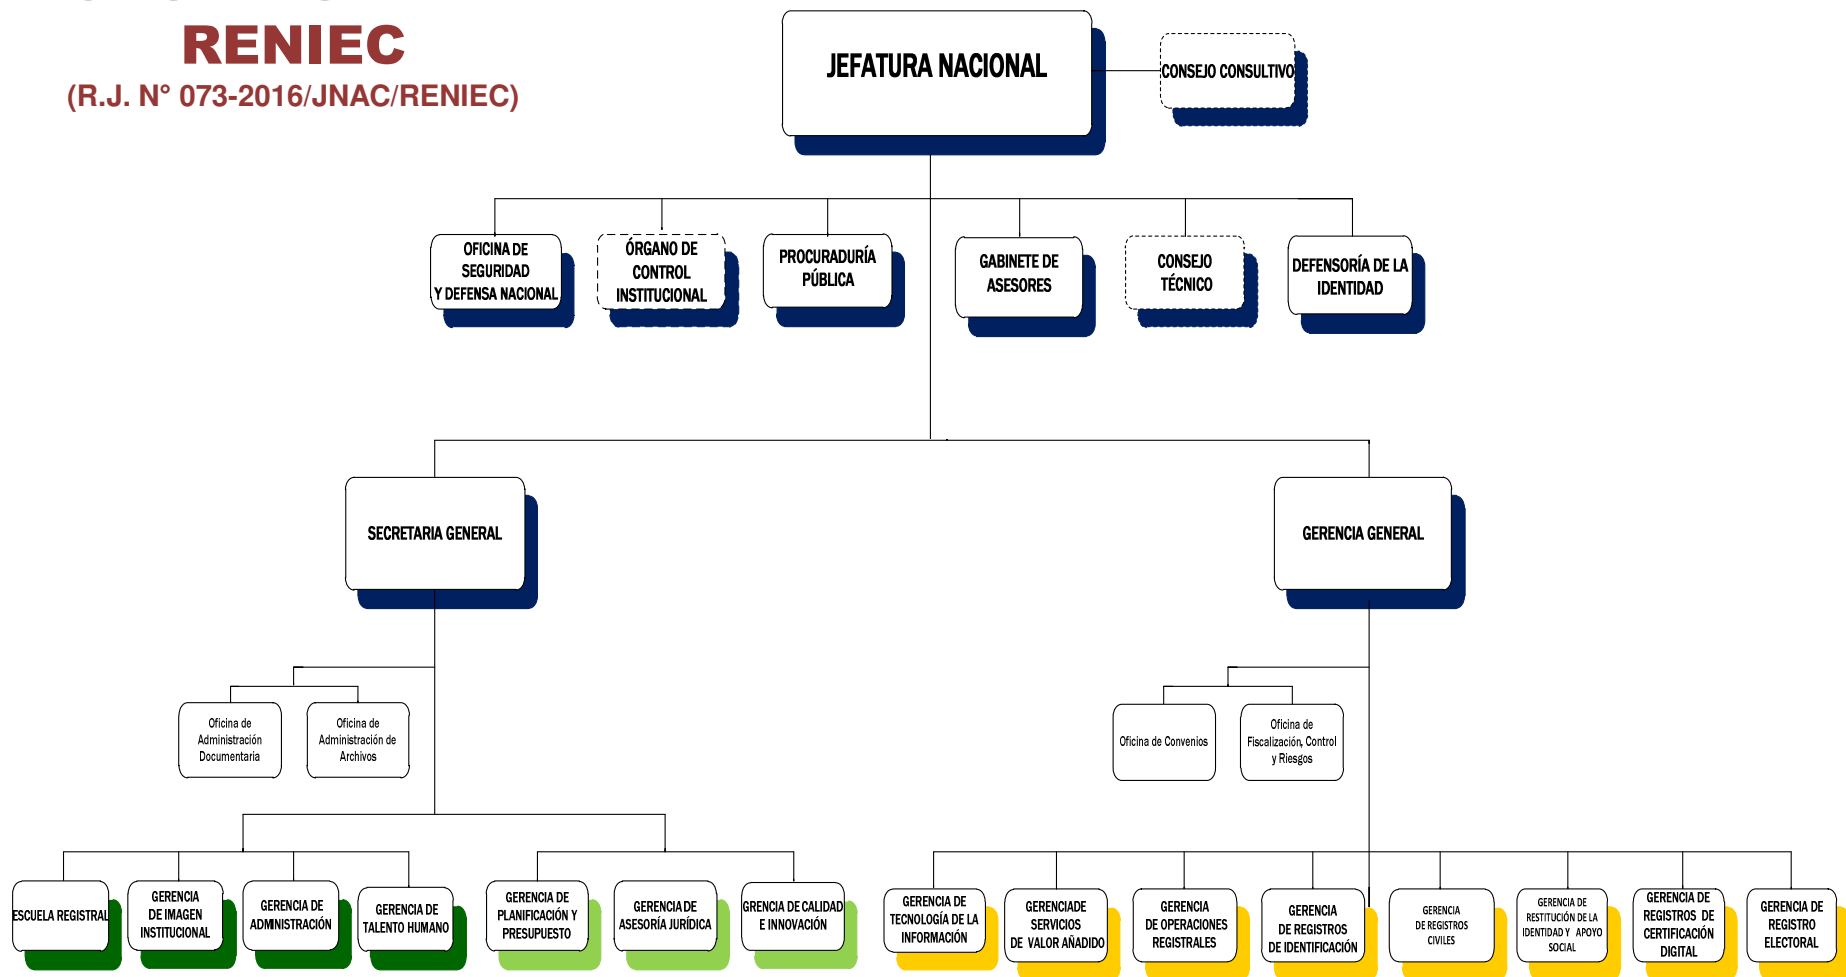 RENIEC
(R.J. N° 073-2016/JNAC/RENIEC)
JEFATURA NACIONAL
CONSEJO CONSULTIVO
OFICINA DE
SEGURIDAD
Y DEFENSA NACIONAL
ÓRGANO DE
CONTROL
INSTITUCIONAL
PROCURADURÍA
PÚBLICA
GABINETE DE
ASESORES
CONSEJO
TÉCNICO
DEFENSORÍA DE LA
IDENTIDAD
SECRETARIA GENERAL
GERENCIA GENERAL
Oficina de
Administración
Documentaria
Oficina de
Administración de
Archivos
Oficina de Convenios
Oficina de
Fiscalización, Control
y Riesgos
ESCUELA REGISTRAL
GERENCIA
DE IMAGEN
INSTITUCIONAL
GERENCIA DE
ADMINISTRACIÓN
GERENCIA DE
TALENTO HUMANO
GERENCIA DE
PLANIFICACIÓN Y
PRESUPUESTO
GERENCIA DE
ASESORÍA JURÍDICA
GRENCIA DE CALIDAD
E INNOVACIÓN
GERENCIA DE
TECNOLOGÍA DE LA
INFORMACIÓN
GERENCIADE
SERVICIOS
DE VALOR AÑADIDO
GERENCIA
DE OPERACIONES
REGISTRALES
GERENCIA
DE REGISTROS
DE IDENTIFICACIÓN
GERENCIA
DE REGISTROS
CIVILES
GERENCIA DE
RESTITUCIÓN DE LA
IDENTIDAD Y APOYO
SOCIAL
GERENCIA DE
REGISTROS DE
CERTIFICACIÓN
DIGITAL
GERENCIA DE
REGISTRO
ELECTORAL